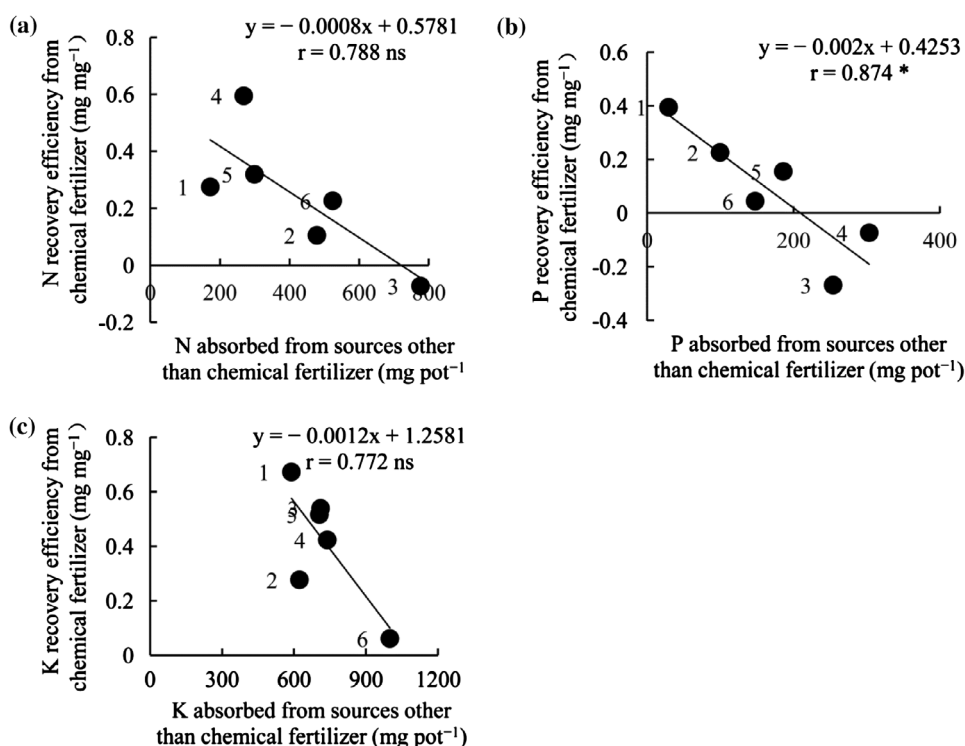 (a)
y = − 0.0008x + 0.5781
r = 0.788 ns
N recovery efficiency from
chemical fertilizer (mg mg⁻¹)
0.8
0.6
0.4
0.2
0
-0.2
4
5
1
6
2
3
0
200
400
600
800
N absorbed from sources other
than chemical fertilizer (mg pot⁻¹
(b)
y = − 0.002x + 0.4253
r = 0.874 *
P recovery efficiency from
chemical fertilizer (mg mg⁻¹)
0.6
0.4
0.2
0
-0.2
-0.4
1
2
5
6
4
3
0
200
400
P absorbed from sources other
than chemical fertilizer (mg pot⁻¹)
(c)
y = − 0.0012x + 1.2581
r = 0.772 ns
K recovery efficiency from
chemical fertilizer (mg mg⁻¹)
0.8
0.6
0.4
0.2
0
1
3
5
4
2
6
0
300
600
900
1200
K absorbed from sources other
than chemical fertilizer (mg pot⁻¹)